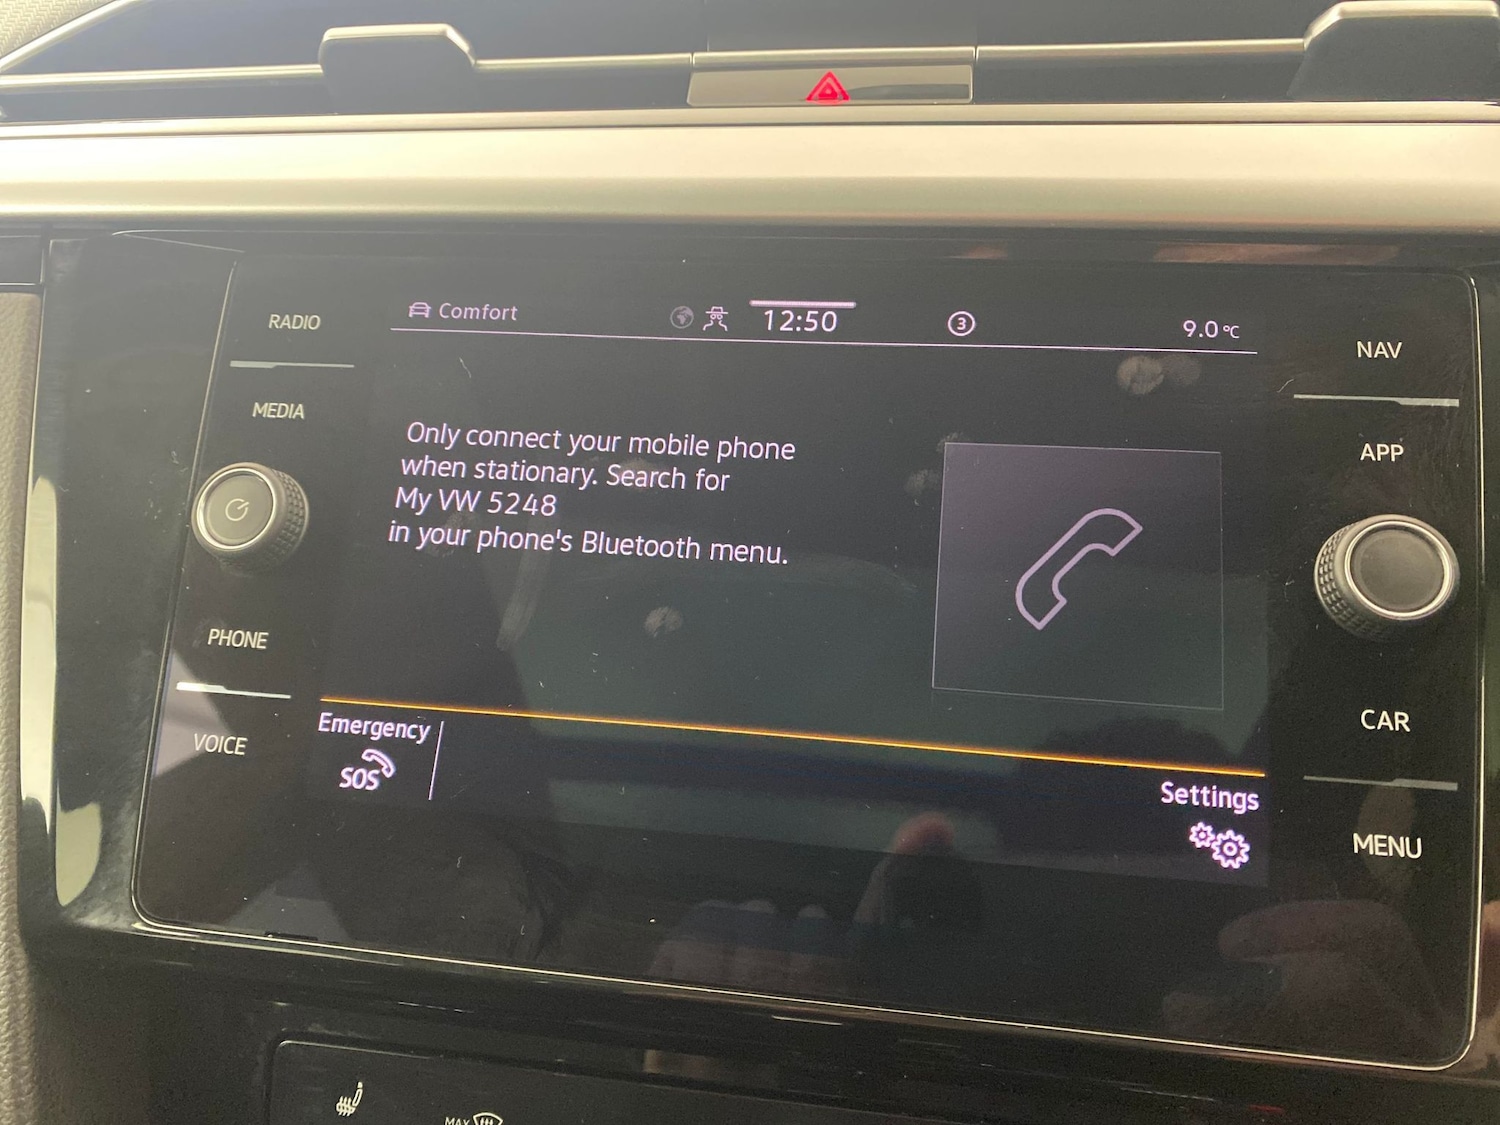 RADIO
Comfort
12:50
3
9.0 °C
NAV
MEDIA
APP
Only connect your mobile phone
when stationary. Search for
My VW 5248
in your phone's Bluetooth menu.
PHONE
Emergency
SOS
VOICE
CAR
Settings
MENU
MAX